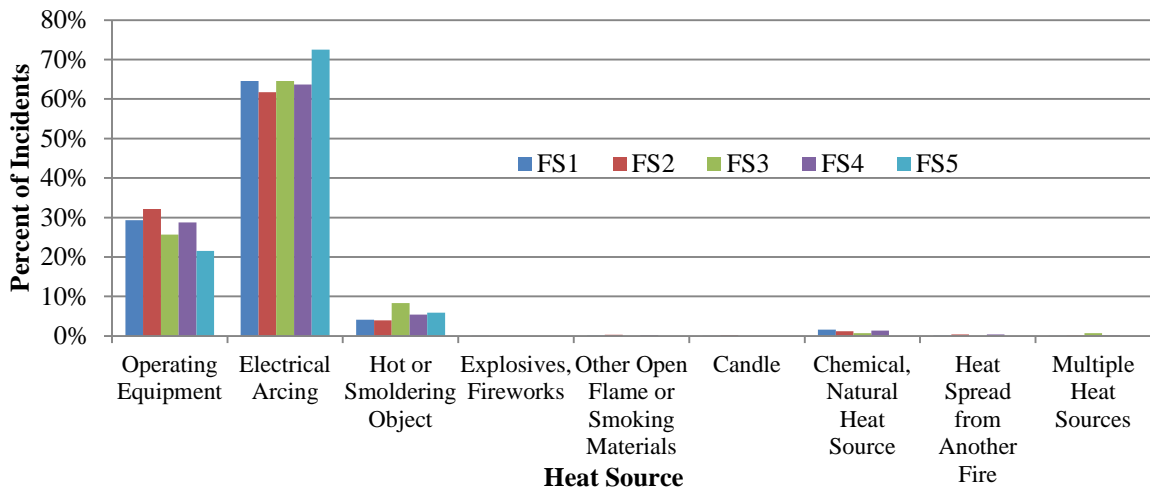 80%
70%
60%
50%
40%
30%
20%
10%
0%
Percent of Incidents
FS1 FS2 FS3 FS4 FS5
Operating
Equipment
Electrical
Arcing
Hot or
Smoldering
Object
Explosives,
Fireworks
Other Open
Flame or
Smoking
Materials
Candle
Chemical,
Natural
Heat
Source
Heat
Spread
from
Another
Fire
Multiple
Heat
Sources
Heat Source